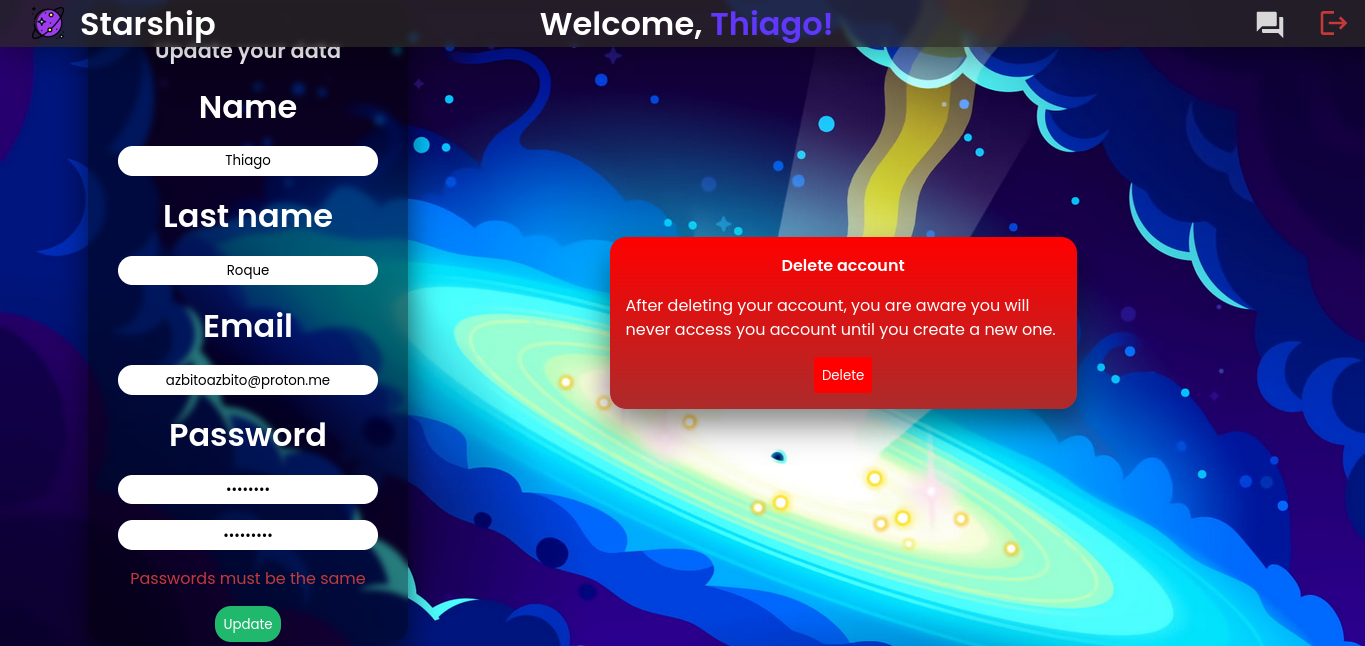 Starship
Welcome, Thiago!
Update your data
Name
Thiago
Last name
Roque
Email
azbitoazbito@proton.me
Password
••••••••
•••••••••
Passwords must be the same
Update
Delete account
After deleting your account, you are aware you will
never access you account until you create a new one.
Delete